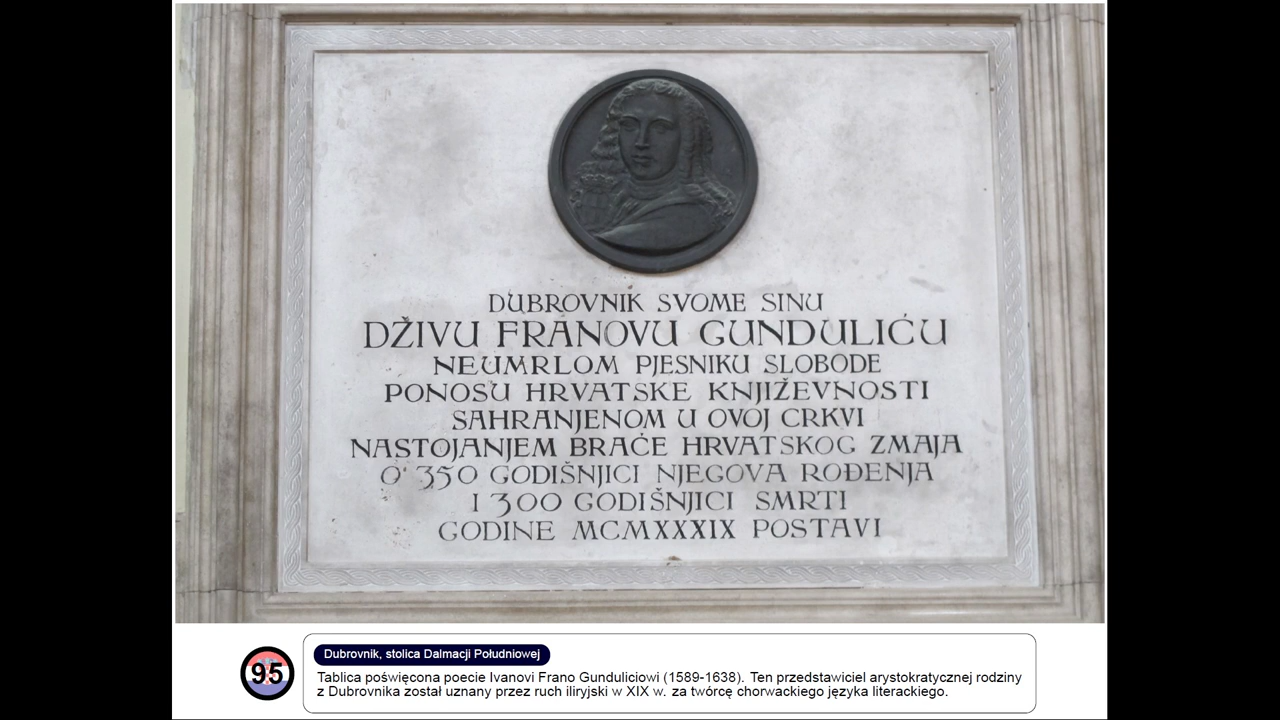 DUBROVNIK SVOME SINU
DŽIVU FRANOVU GUNDULIĆU
NEUMRLOM PJESNIKU SLOBODE
PONOSU HRVATSKE KNJIŽEVNOSTI
SAHRANJENOM U OVOJ CRKVI
NASTOJANJEM BRAĆE HRVATSKOG ZMAJA
O' 350 GODIŠNJICI NJEGOVA ROĐENJA
I 300 GODIŠNJICI SMRTI
GODINE MCMXXXIX POSTAVI
95
Dubrovnik, stolica Dalmacji Południowej
Tablica poświęcona poecie Ivanovi Frano Gunduliciowi (1589-1638). Ten przedstawiciel arystokratycznej rodziny
z Dubrovnika został uznany przez ruch iliryjski w XIX w. za twórcę chorwackiego języka literackiego.